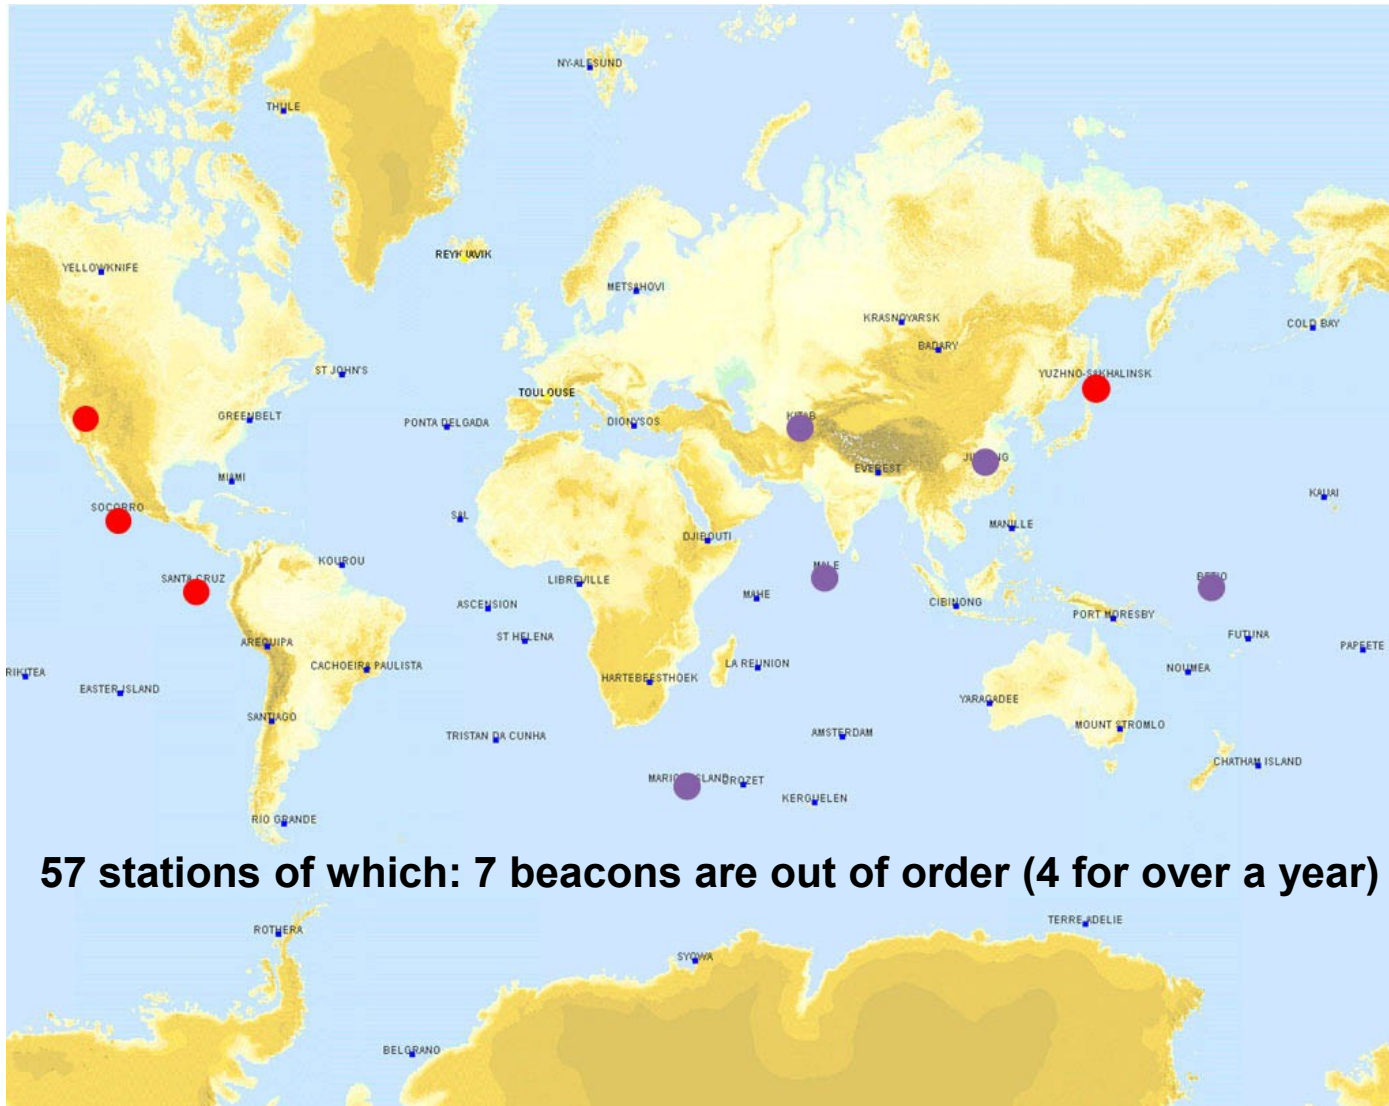 NY-ALESUND
THULE
REYKJAVIK
YELLOWKNIFE
METSAHOVI
KRASNOYARSK
COLD BAY
BADARY
ST JOHN'S
YUZHNO-SAKHALINSK
TOULOUSE
GREENBELT
PONTA DELGADA
DIONYSOS
KITAB
EVEREST
MIAMI
KAUAI
SOCORRO
SAL
MANILLE
DJIBOUTI
KOUROU
MALE
SANTA CRUZ
LIBREVILLE
MAHE
CIBINONG
ASCENSION
PORT MORESBY
ST HELENA
FUTUNA
AREQUIPA
PAPEETE
CACHOEIRA PAULISTA
LA REUNION
NOUMEA
RIKITEA
HARTEBEESTHOEK
EASTER ISLAND
YARAGADEE
SANTIAGO
MOUNT STROMLO
TRISTAN DA CUNHA
AMSTERDAM
CHATHAM ISLAND
MARION ISLAND
CROZET
KERGUELEN
RIO GRANDE
57 stations of which: 7 beacons are out of order (4 for over a year)
TERRE ADELIE
ROTHERA
SYOWA
BELGRANO